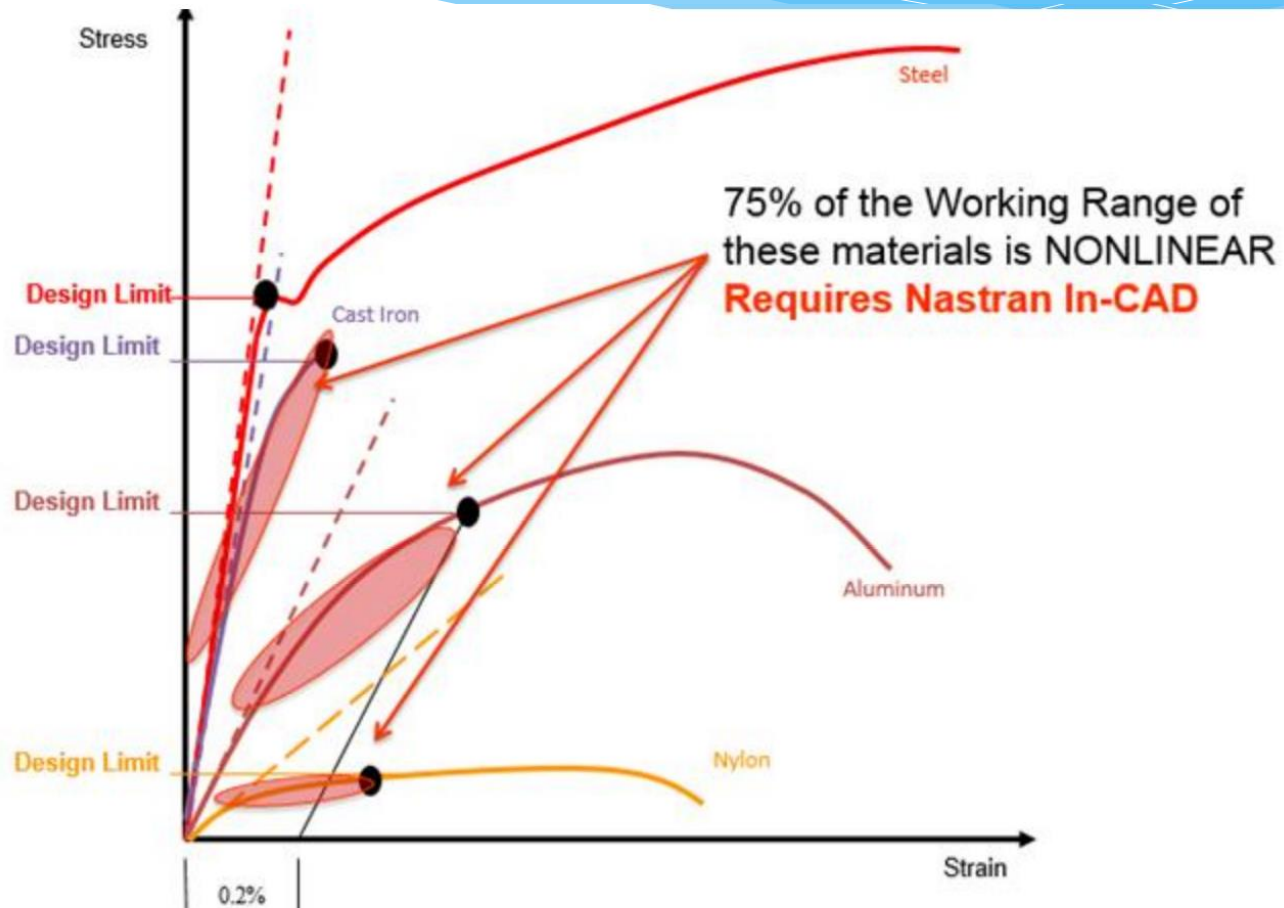 Stress
Steel
75% of the Working Range of
these materials is NONLINEAR
Requires Nastran In-CAD
Design Limit
Cast Iron
Design Limit
Design Limit
Aluminum
Design Limit
Nylon
Strain
0.2%